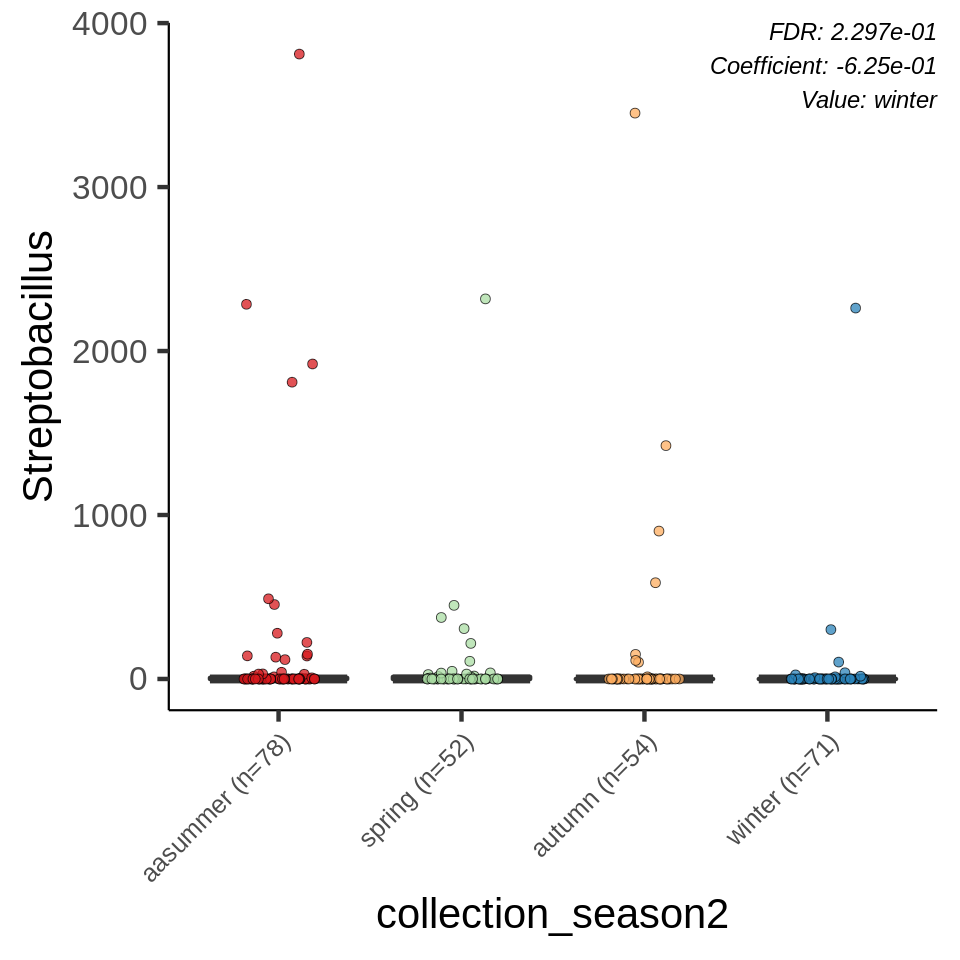 FDR: 2.297e-01
Coefficient: -6.25e-01
Value: winter
4000
3000
2000
1000
0
Streptobacillus
aasummer (n=78)
spring (n=52)
autumn (n=54)
winter (n=71)
collection_season2